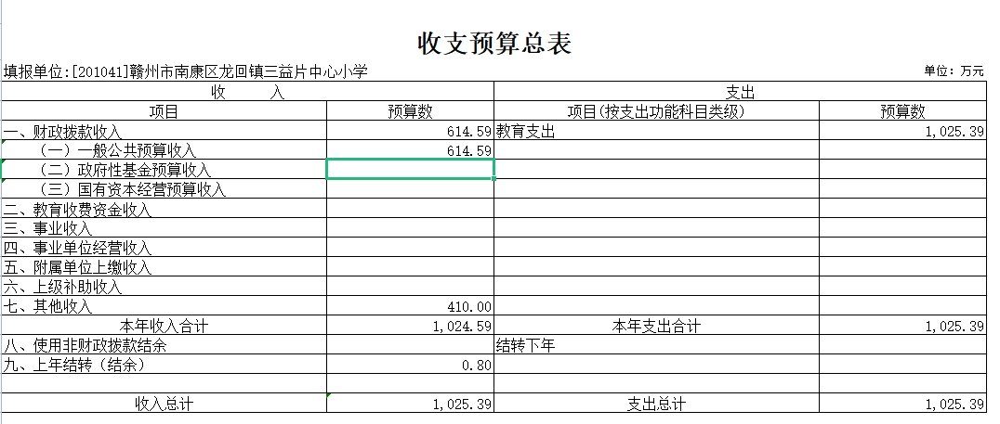 收支预算总表
填报单位:[201041]赣州市南康区龙回镇三益片中心小学 单位：万元
收 入 支出
项目 预算数 项目(按支出功能科目类级) 预算数
一、财政拨款收入 614.59 教育支出 1,025.39
（一）一般公共预算收入 614.59
（二）政府性基金预算收入
（三）国有资本经营预算收入
二、教育收费资金收入
三、事业收入
四、事业单位经营收入
五、附属单位上缴收入
六、上级补助收入
七、其他收入 410.00
本年收入合计 1,024.59 本年支出合计 1,025.39
八、使用非财政拨款结余 结转下年
九、上年结转（结余） 0.80
收入总计 1,025.39 支出总计 1,025.39